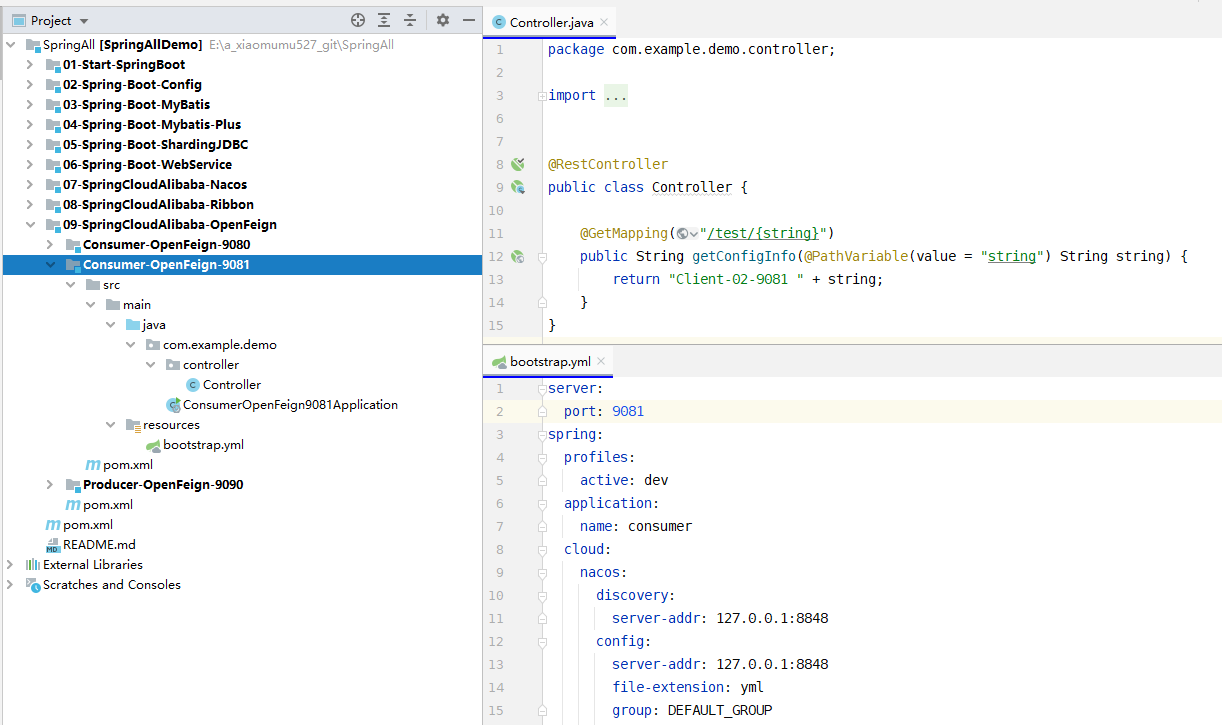 Project
SpringAll [SpringAllDemo] E:\a_xiaomumu527_git\SpringAll
01-Start-SpringBoot
02-Spring-Boot-Config
03-Spring-Boot-MyBatis
04-Spring-Boot-Mybatis-Plus
05-Spring-Boot-ShardingJDBC
06-Spring-Boot-WebService
07-SpringCloudAlibaba-Nacos
08-SpringCloudAlibaba-Ribbon
09-SpringCloudAlibaba-OpenFeign
Consumer-OpenFeign-9080
Consumer-OpenFeign-9081
src
main
java
com.example.demo
controller
Controller
ConsumerOpenFeign9081Application
resources
bootstrap.yml
pom.xml
Producer-OpenFeign-9090
pom.xml
pom.xml
README.md
External Libraries
Scratches and Consoles
Controller.java
1 package com.example.demo.controller;
2
3 import ...
6
7
8 @RestController
9 public class Controller {
10
11 @GetMapping("/test/{string}")
12 public String getConfigInfo(@PathVariable(value = "string") String string) {
13 return "Client-02-9081 " + string;
14 }
15 }
bootstrap.yml
1 server:
2 port: 9081
3 spring:
4 profiles:
5 active: dev
6 application:
7 name: consumer
8 cloud:
9 nacos:
10 discovery:
11 server-addr: 127.0.0.1:8848
12 config:
13 server-addr: 127.0.0.1:8848
14 file-extension: yml
15 group: DEFAULT_GROUP